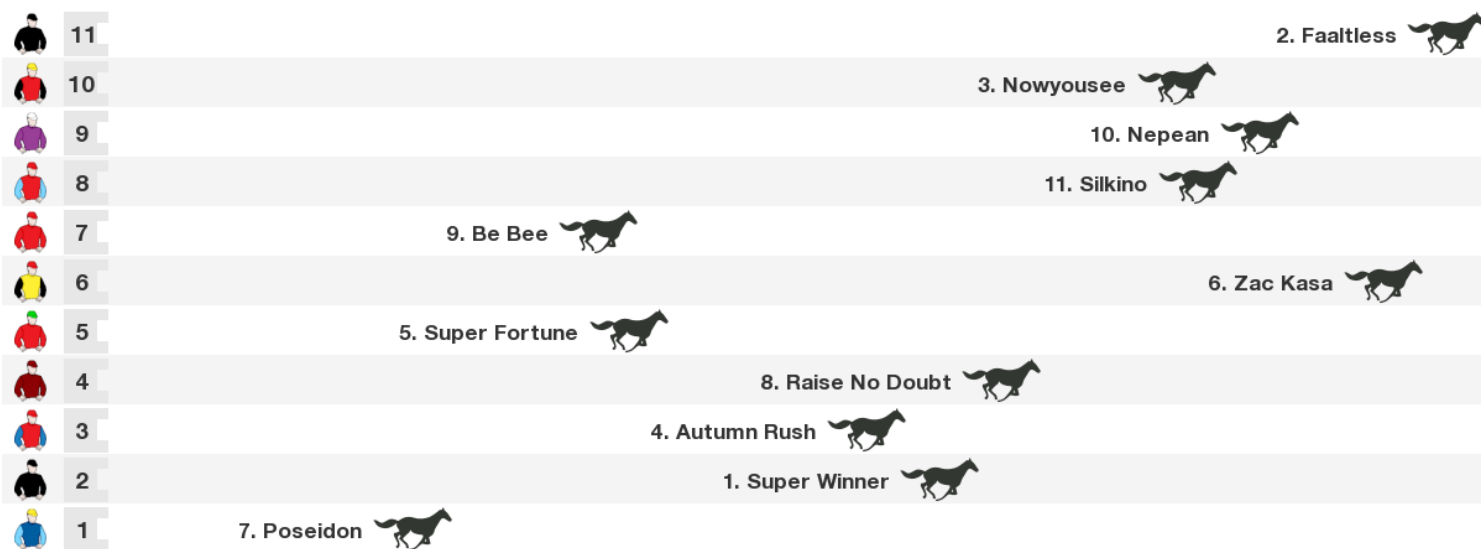 11 2. Faaltless
10 3. Nowyousee
9 10. Nepean
8 11. Silkino
7 9. Be Bee
6 6. Zac Kasa
5 5. Super Fortune
4 8. Raise No Doubt
3 4. Autumn Rush
2 1. Super Winner
1 7. Poseidon